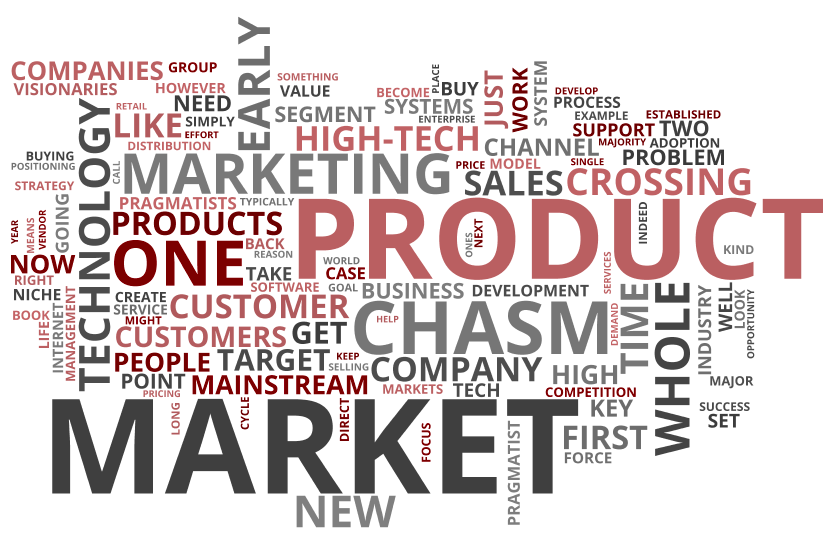 EARLY
COMPANIES
GROUP
SOMETHING
PLACE
JUST
WORK
SYSTEM
VISIONARIES
HOWEVER
VALUE
BECOME
BUY
DEVELOP
RETAIL
NEED
SYSTEMS
PROCESS
TECHNOLOGY
LIKE
SIMPLY
SEGMENT
ENTERPRISE
EXAMPLE
ESTABLISHED
EFFORT
HIGH-TECH
SUPPORT
TWO
DISTRIBUTION
CHANNEL
MAJORITY
ADOPTION
BUYING
POSITIONING
CALL
MARKETING
PRICE
MODEL
SINGLE
PROBLEM
STRATEGY
SALES
CROSSING
PRAGMATISTS
TYPICALLY
PRODUCT
YEAR
MEANS
VENDOR
GOING
PRODUCTS
ONES
NEXT
INDEED
ONE
BACK
REASON
KIND
NOW
WORLD
RIGHT
TAKE
CASE
SERVICES
NICHE
CREATE
SOFTWARE
GOAL
BUSINESS
DEVELOPMENT
TIME
WHOLE
INDUSTRY
WELL
LOOK
OPPORTUNITY
BOOK
LIFE
INTERNET
MANAGEMENT
SERVICE
CUSTOMER
MIGHT
HELP
CHASM
DEMAND
CUSTOMERS
GET
PEOPLE
TARGET
KEEP
SELLING
COMPANY
HIGH
POINT
MAINSTREAM
MARKETS
TECH
COMPETITION
MAJOR
PRICING
LONG
CYCLE
DIRECT
FOCUS
MARKET
KEY
SUCCESS
SET
PRAGMATIST
FIRST
FORCE
NEW